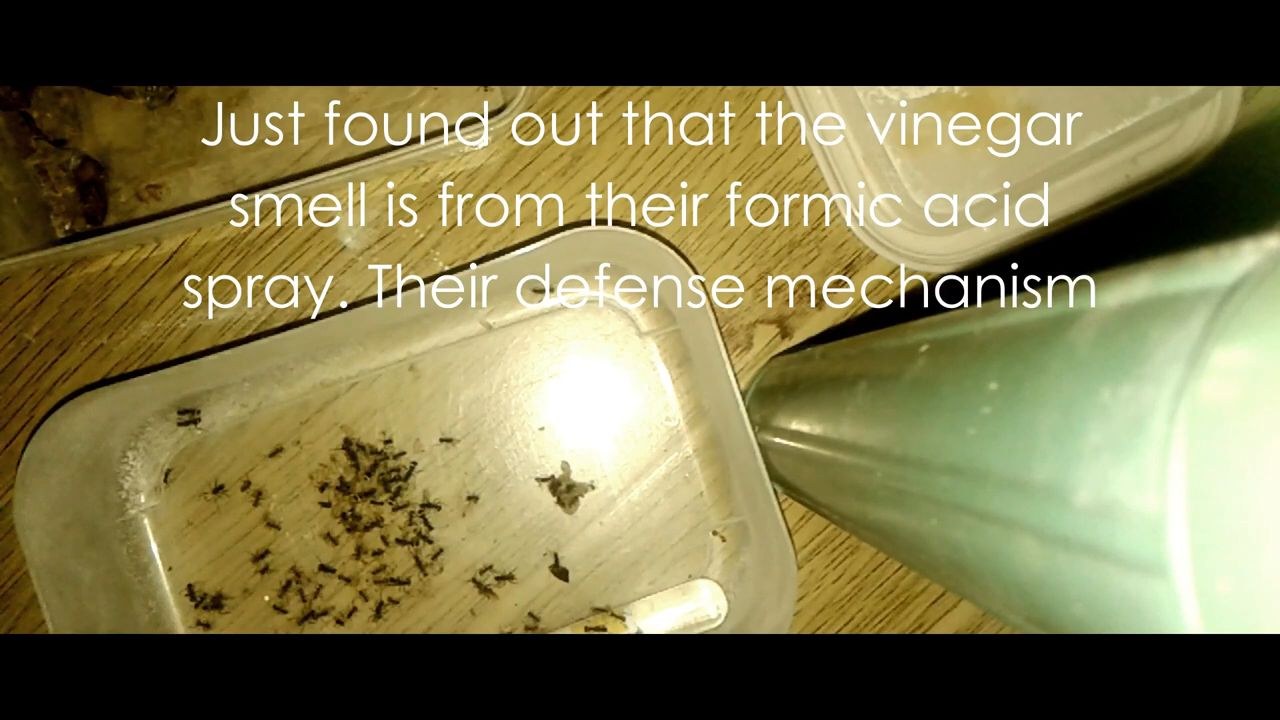 Just found out that the vinegar
smell is from their formic acid
spray. Their defense mechanism